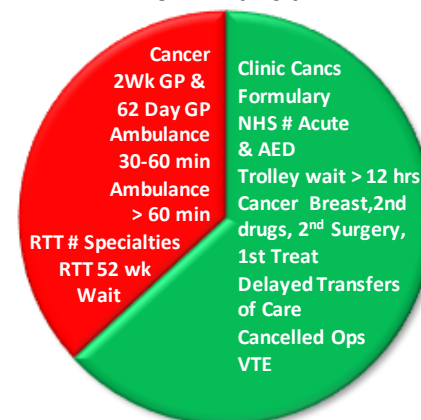 Cancer
2Wk GP &
62 Day GP
Ambulance
30-60 min
Ambulance
> 60 min
RTT # Specialties
RTT 52 wk
Wait
Clinic Cancs
Formulary
NHS # Acute
& AED
Trolley wait > 12 hrs
Cancer Breast,2nd
drugs, 2nd Surgery,
1st Treat
Delayed Transfers
of Care
Cancelled Ops
VTE